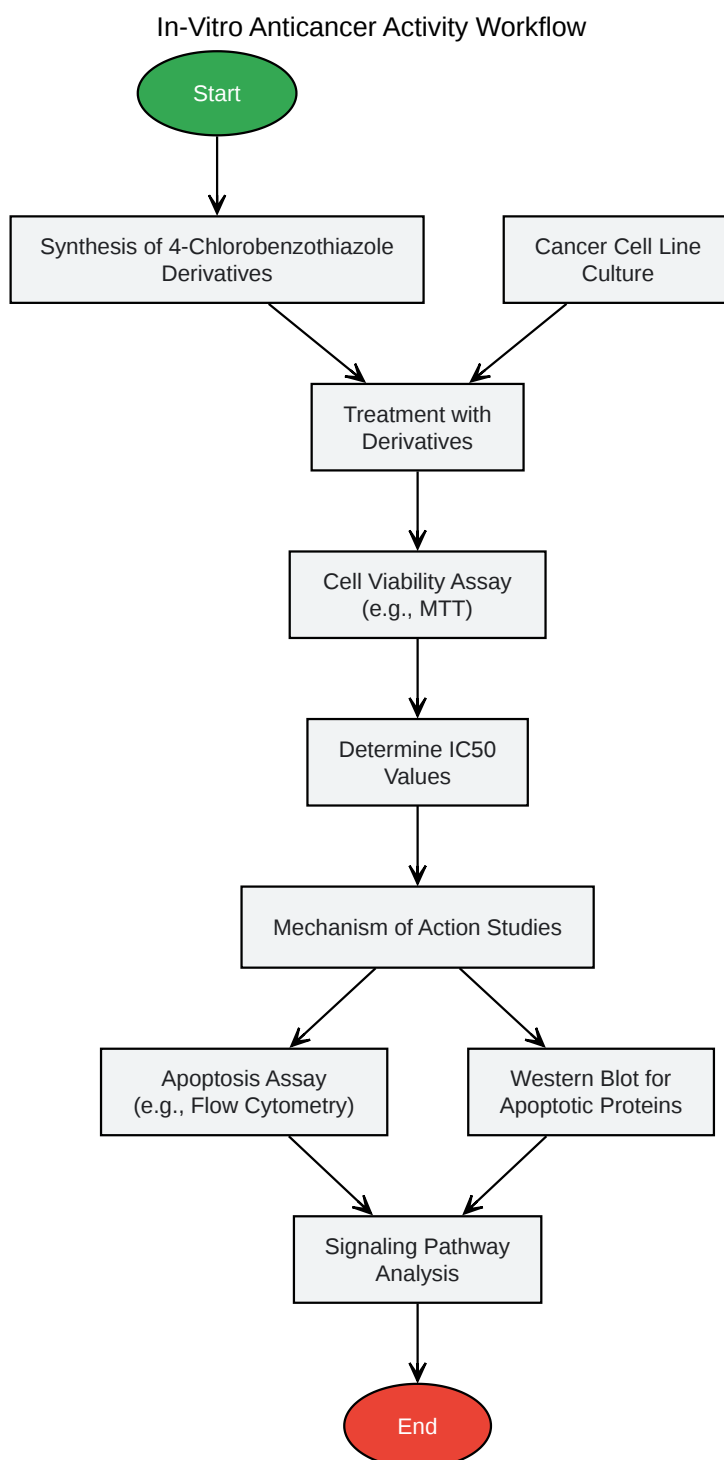 In-Vitro Anticancer Activity Workflow
Start
Synthesis of 4-Chlorobenzothiazole
Derivatives
Cancer Cell Line
Culture
Treatment with
Derivatives
Cell Viability Assay
(e.g., MTT)
Determine IC50
Values
Mechanism of Action Studies
Apoptosis Assay
(e.g., Flow Cytometry)
Western Blot for
Apoptotic Proteins
Signaling Pathway
Analysis
End